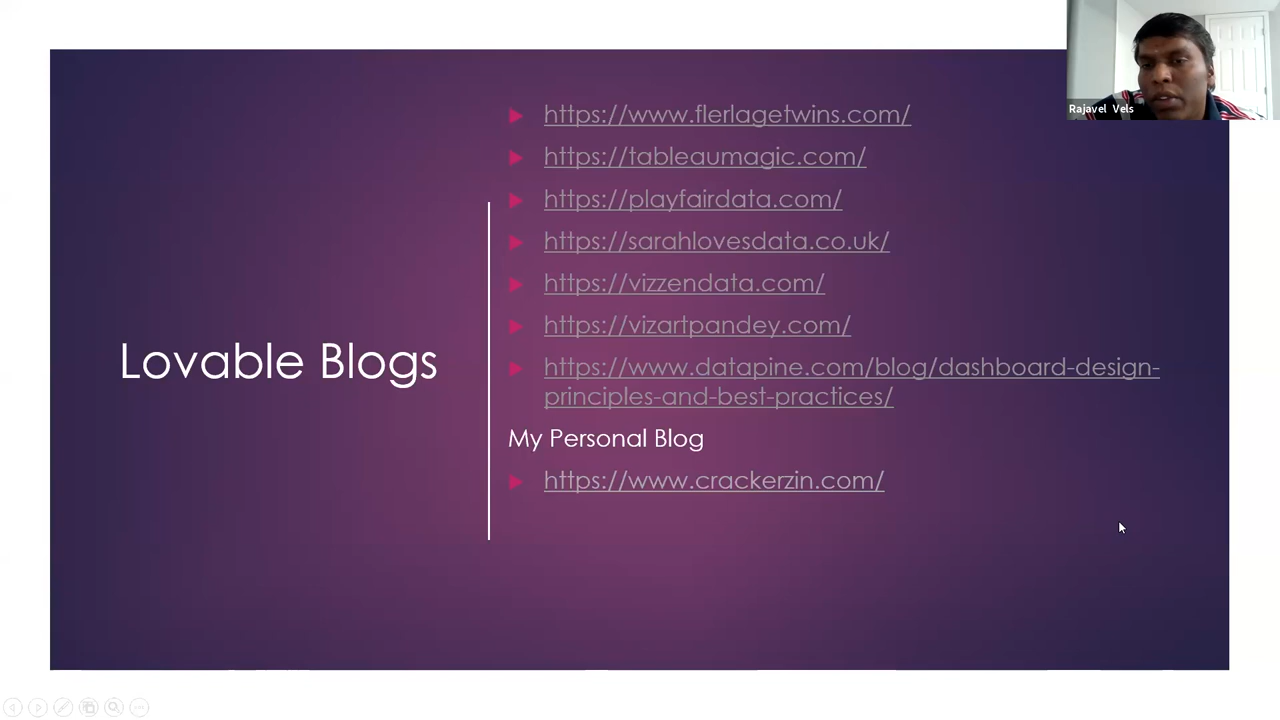 Lovable Blogs
https://www.flerlagetwins.com/
https://tableaumagic.com/
https://playfairdata.com/
https://sarahlovesdata.co.uk/
https://vizzendata.com/
https://vizartpandey.com/
https://www.datapine.com/blog/dashboard-design-
principles-and-best-practices/
My Personal Blog
https://www.crackerzin.com/
Rajavel Vels